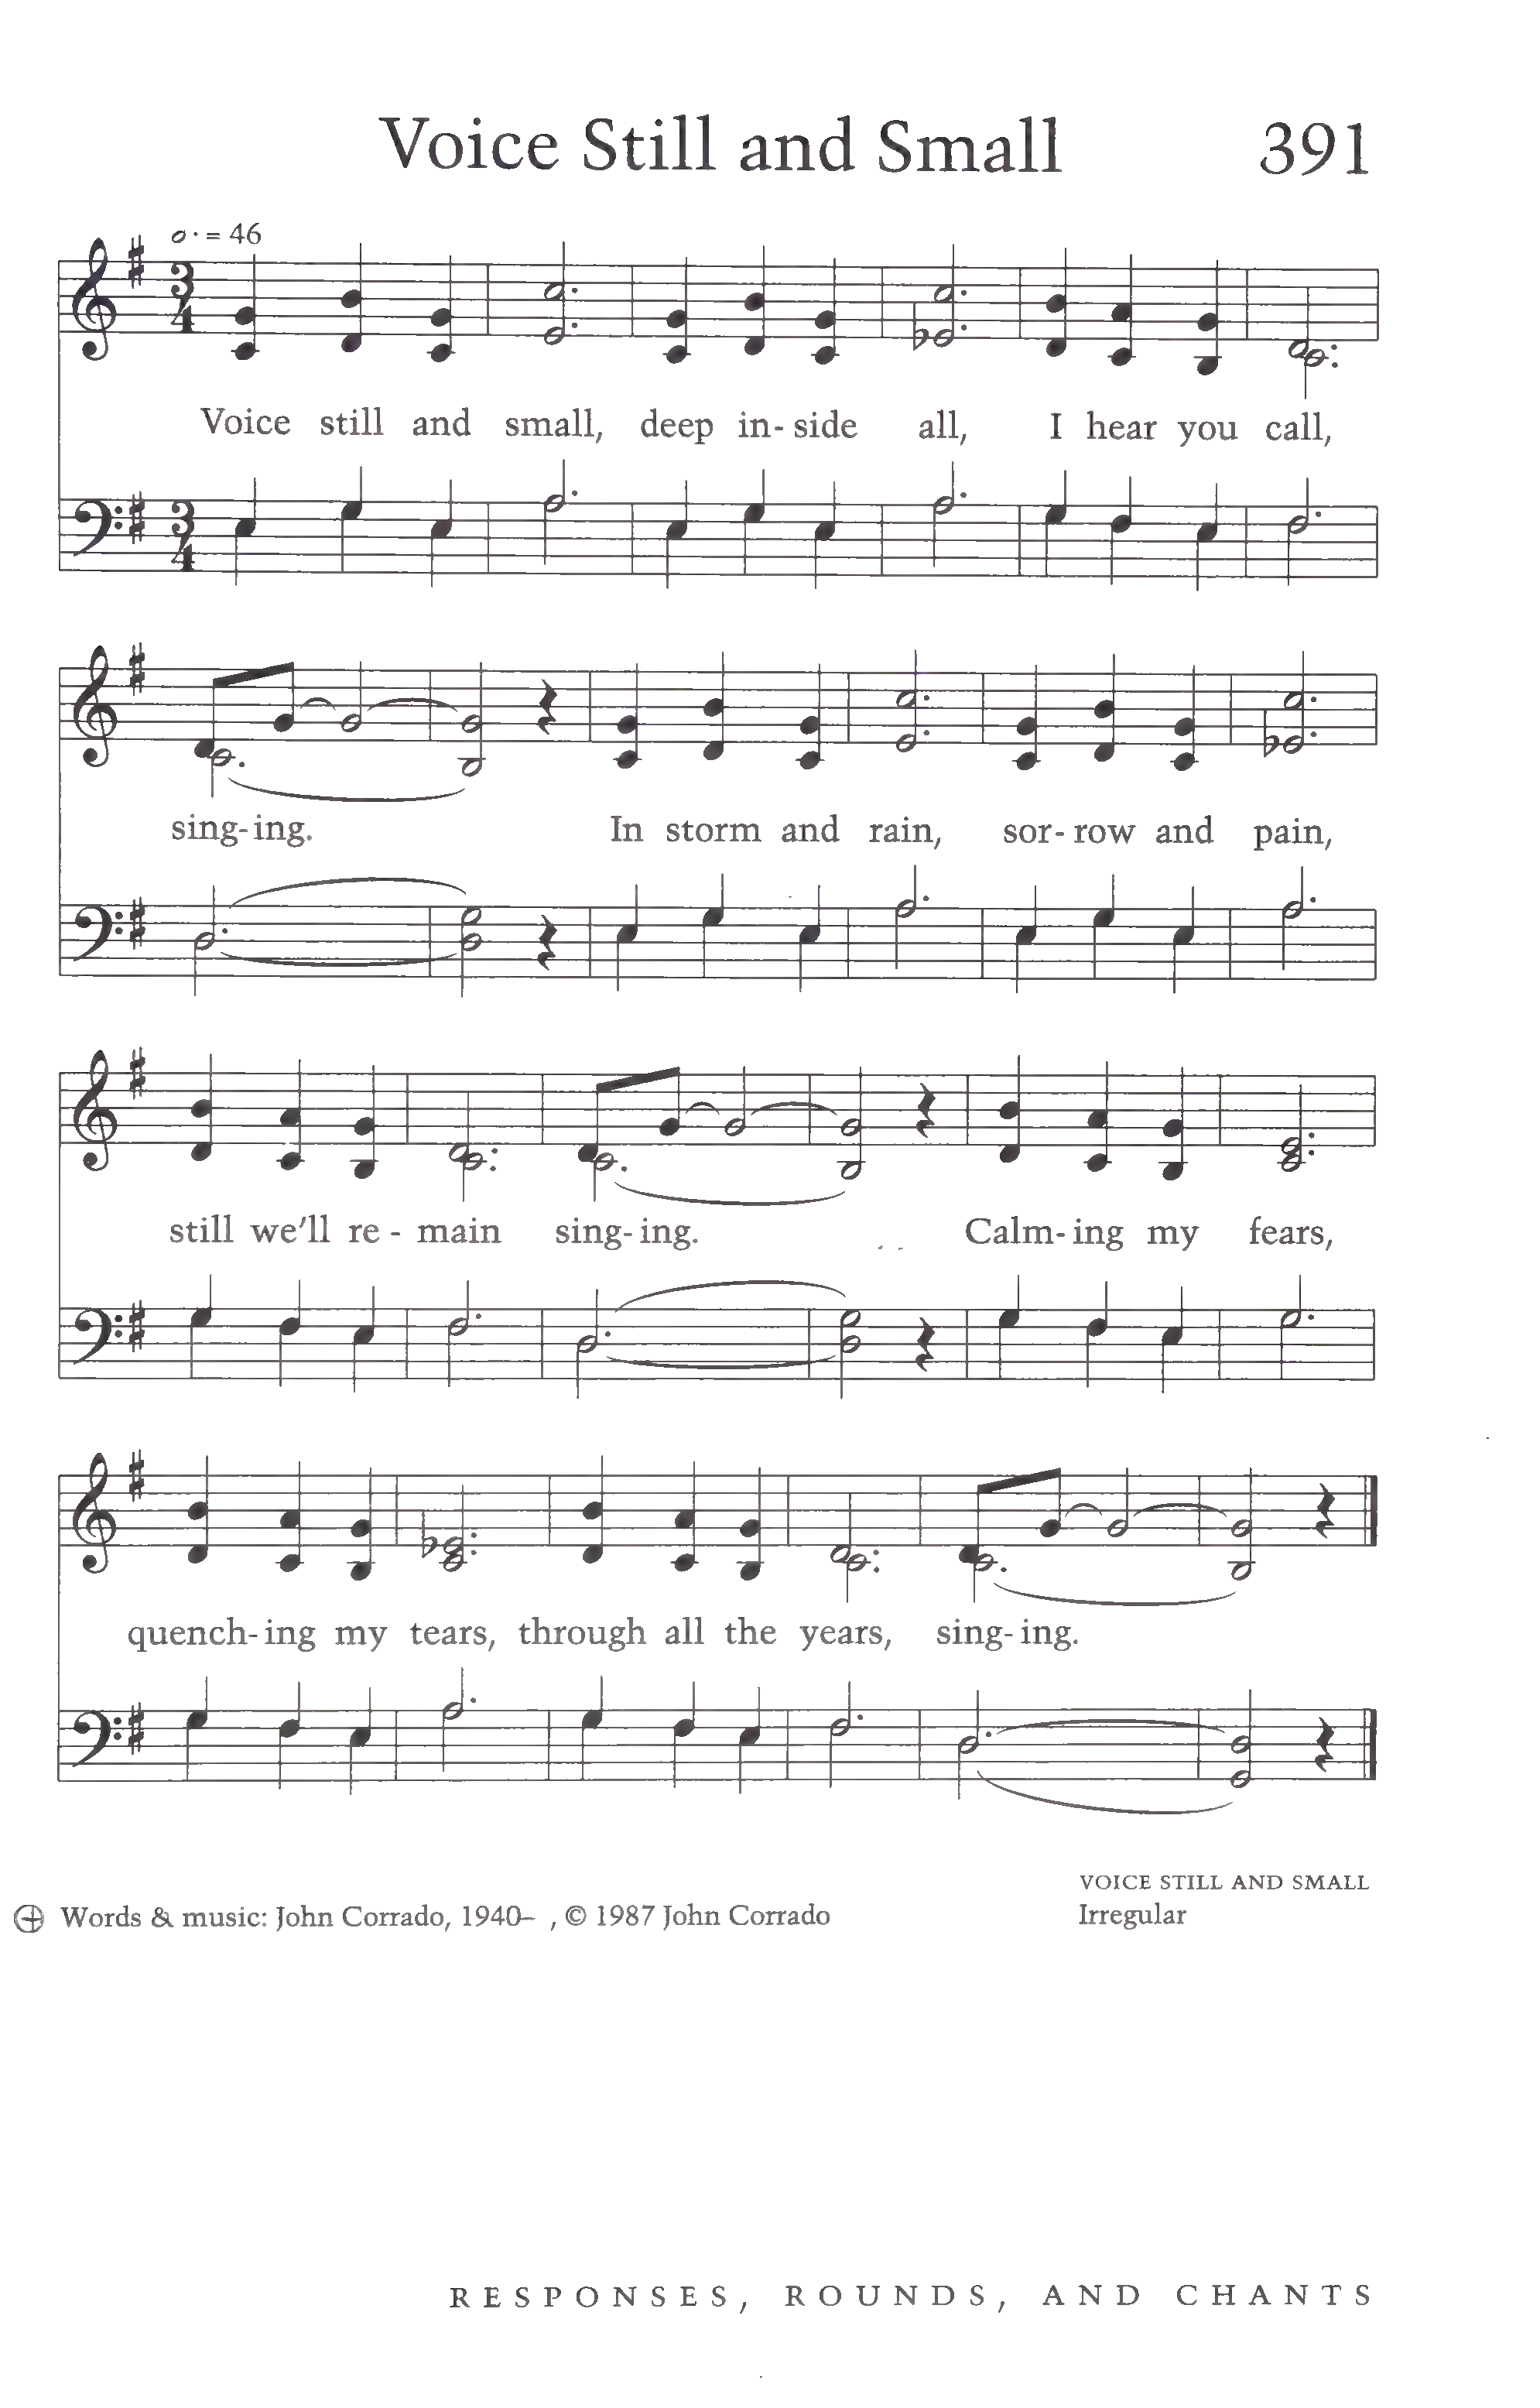 Voice Still and Small 391
𝅗𝅥. = 46
3 4
Voice still and small, deep in- side all, I hear you call,
3 4
sing- ing. In storm and rain, sor- row and pain,
still we'll re - main sing- ing. Calm- ing my fears,
quench- ing my tears, through all the years, sing- ing.
VOICE STILL AND SMALL
Words & music: John Corrado, 1940– , © 1987 John Corrado Irregular
RESPONSES, ROUNDS, AND CHANTS